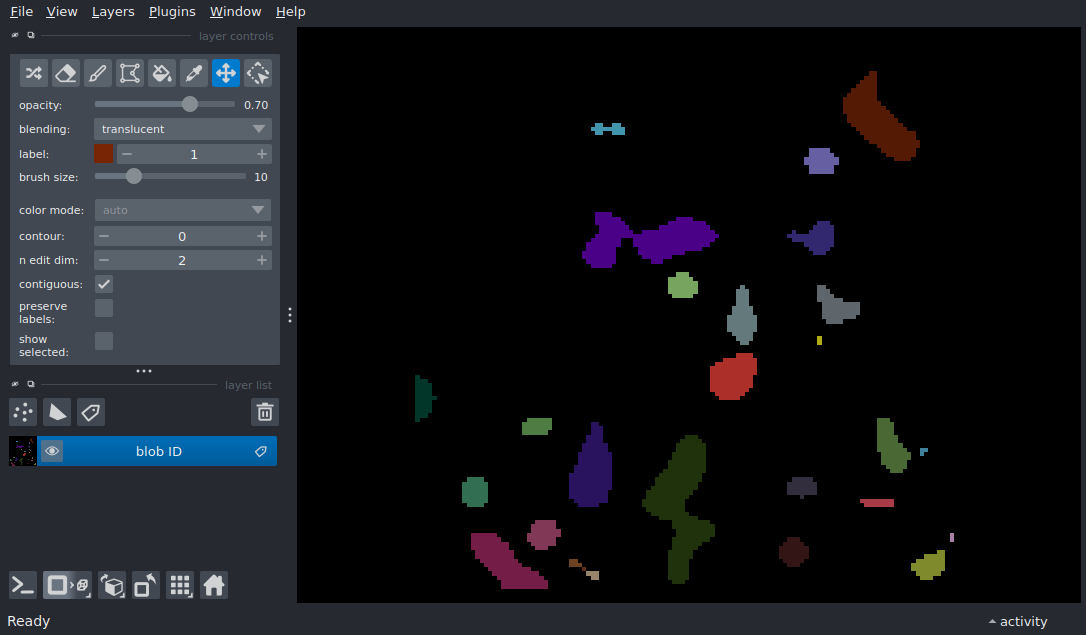 File View Layers Plugins Window Help
layer controls
opacity: 0.70
blending: translucent
label: 1
brush size: 10
color mode: auto
contour: 0
n edit dim: 2
contiguous:
preserve
labels:
show
selected:
layer list
blob ID
Ready activity